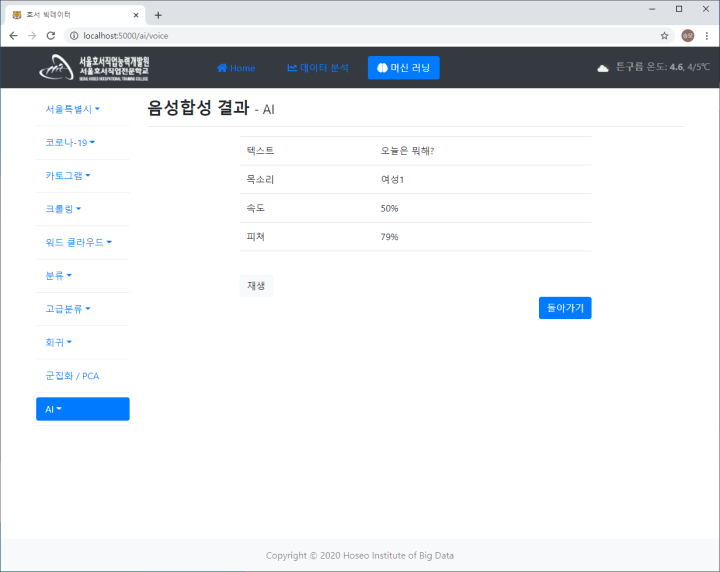 호서 빅데이터
localhost:5000/ai/voice
서울호서직업능력개발원
서울호서직업전문학교
SEOUL HOSEO OCCUPATIONAL TRAINING COLLEGE
Home
데이터 분석
머신 러닝
튼구름 온도: 4.6, 4/5℃
서울특별시
코로나-19
카토그램
크롤링
워드 클라우드
분류
고급분류
회귀
군집화 / PCA
AI
음성합성 결과 - AI
텍스트 오늘은 뭐해?
목소리 여성1
속도 50%
피쳐 79%
재생
돌아가기
Copyright © 2020 Hoseo Institute of Big Data